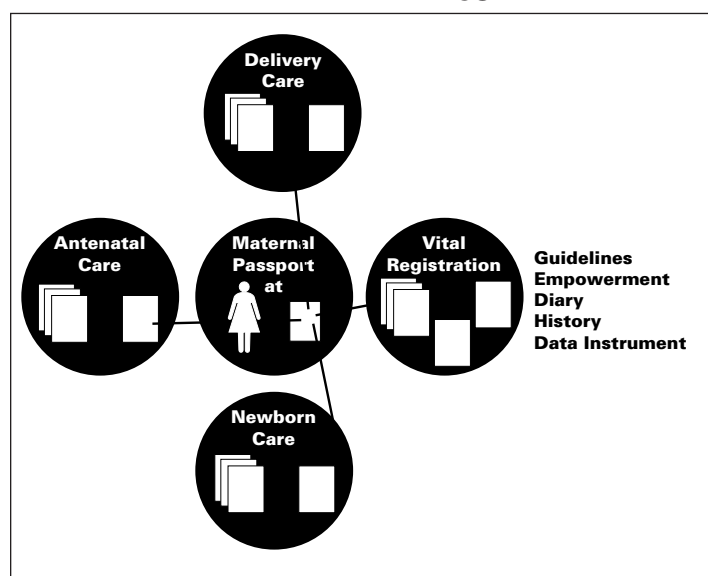 Delivery
Care
Antenatal
Care
Maternal
Passport
at
Vital
Registration
Guidelines
Empowerment
Diary
History
Data Instrument
Newborn
Care